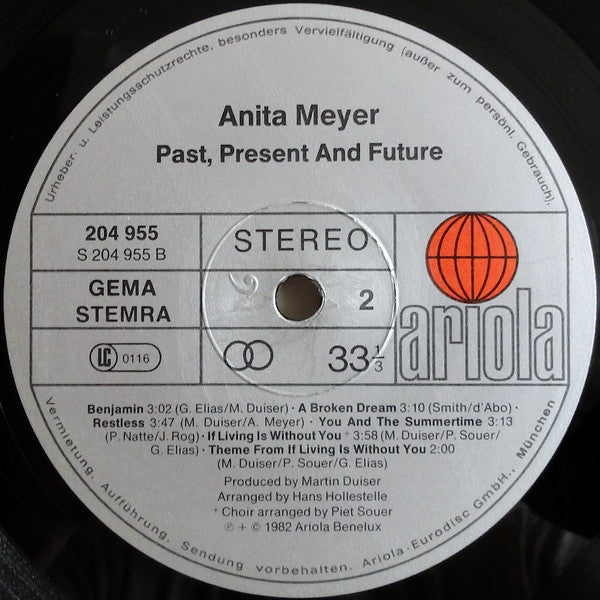 Urheber- u. Leistungsschutzrechte, besonders Vervielfältigung (außer zum persönl. Gebrauch),
Anita Meyer
Past, Present And Future
204 955
S 204 955 B
STEREO
GEMA
STEMRA
2
LC 0116
33 1/3
ariola
Benjamin 3:02 (G. Elias/M. Duiser) · A Broken Dream 3:10 (Smith/d'Abo) ·
Restless 3:47 (M. Duiser/A. Meyer) · You And The Summertime 3:13
(P. Natte/J. Rog) · If Living Is Without You + 3:58 (M. Duiser/P. Souer/
G. Elias) · Theme From If Living Is Without You 2:00
(M. Duiser/P. Souer/G. Elias)
Produced by Martin Duiser
Arranged by Hans Hollestelle
+ Choir arranged by Piet Souer
℗ + © 1982 Ariola Benelux
Vermietung, Aufführung, Sendung vorbehalten. Ariola-Eurodisc GmbH., München